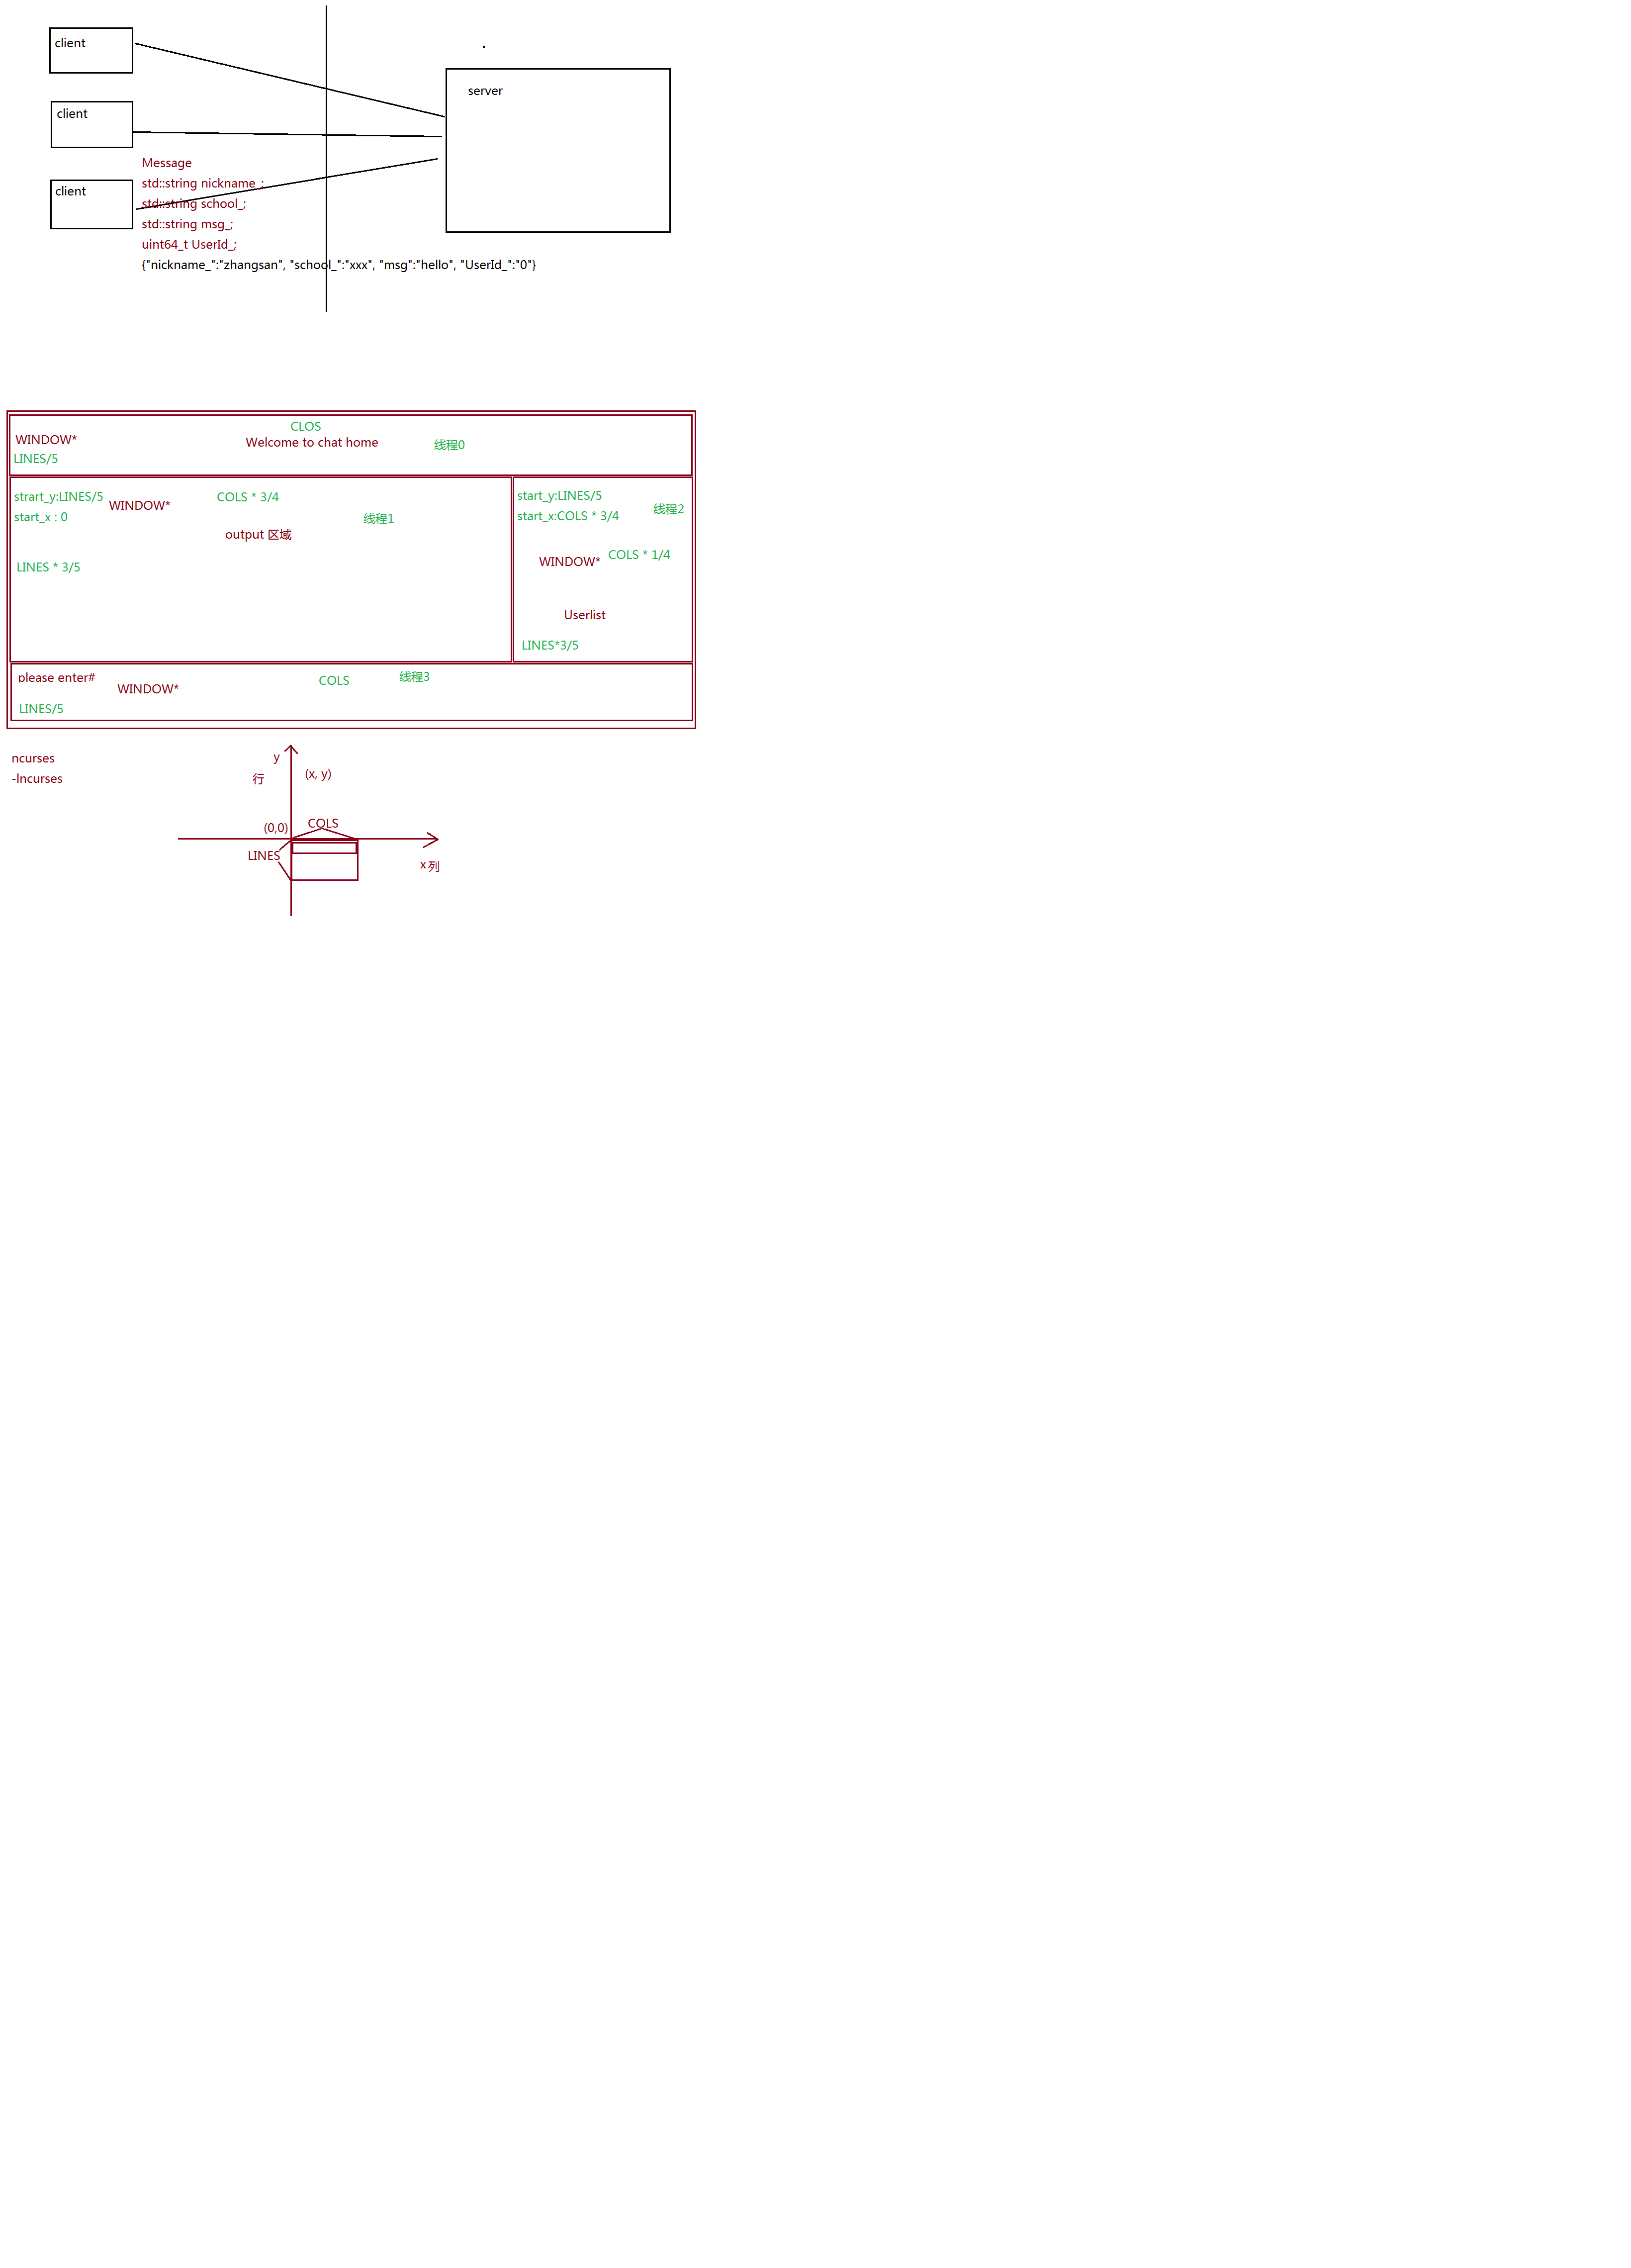 client
client
client
server
Message
std::string nickname_;
std::string school_;
std::string msg_;
uint64_t UserId_;
{"nickname_":"zhangsan", "school_":"xxx", "msg":"hello", "UserId_":"0"}
CLOS
WINDOW*
Welcome to chat home
线程0
LINES/5
strart_y:LINES/5
WINDOW*
COLS * 3/4
start_x : 0
线程1
output 区域
LINES * 3/5
start_y:LINES/5
start_x:COLS * 3/4
线程2
WINDOW*
COLS * 1/4
Userlist
LINES*3/5
please enter#
WINDOW*
COLS
线程3
LINES/5
ncurses
-lncurses
y
行
(x, y)
(0,0)
COLS
LINES
x 列